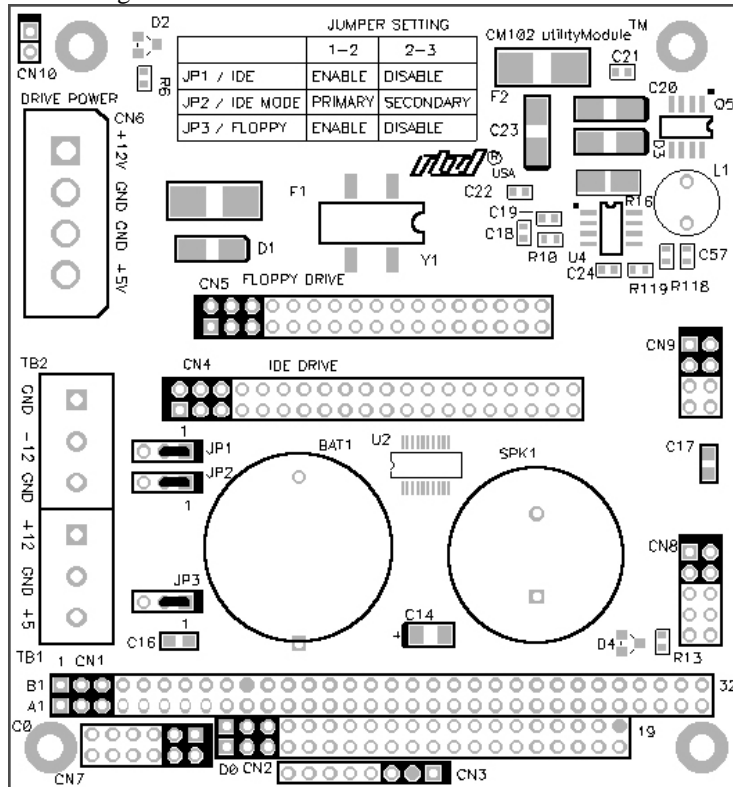 JUMPER SETTING
1-2 2-3
JP1 / IDE ENABLE DISABLE
JP2 / IDE MODE PRIMARY SECONDARY
JP3 / FLOPPY ENABLE DISABLE
CM102 utilityModule TM
CN10
D2
R6
DRIVE POWER
CN6
+12V
GND
GND
+5V
F2
C21
C20
Q5
C23
D3
rtd ®
USA
L1
F1
D1
Y1
C22
C19
C18
R10
R16
U4
C24
R119
R118
C57
CN5 FLOPPY DRIVE
CN4 IDE DRIVE
CN9
TB2
GND
-12
GND
+12
GND
+5
TB1
1
JP1
JP2
1
BAT1
U2
SPK1
C17
JP3
1
C16
C14
+
CN8
D4
R13
1 CN1
B1
A1
32
C0
D0 CN2
19
CN7
CN3